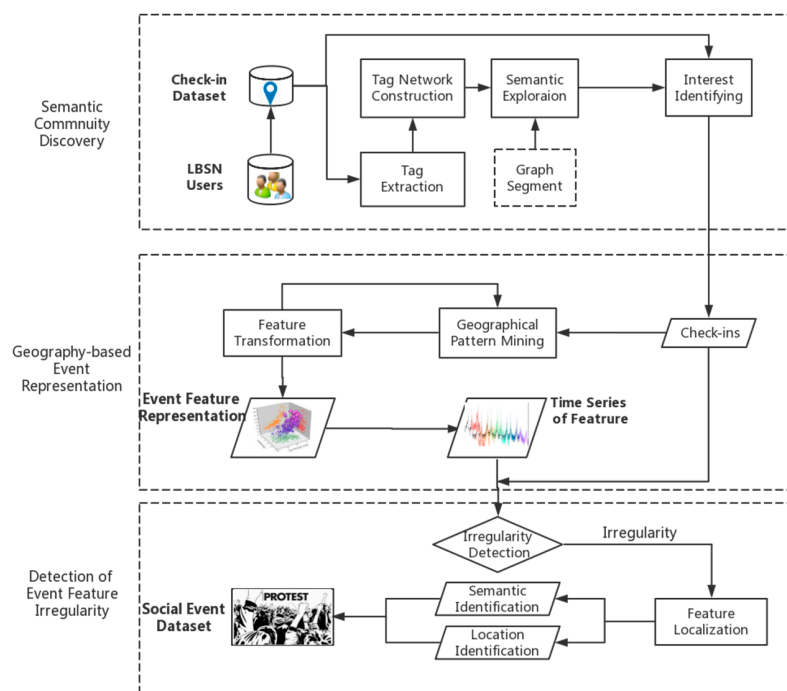 Semantic
Commnuity
Discovery
Check-in
Dataset
LBSN
Users
Tag Network
Construction
Semantic
Exploraion
Interest
Identifying
Tag
Extraction
Graph
Segment
Geography-based
Event
Representation
Feature
Transformation
Geographical
Pattern Mining
Check-ins
Event Feature
Representation
Time Series
of Featrure
Detection of
Event Feature
Irregularity
Irregularity
Detection
Irregularity
Social Event
Dataset
PROTEST
Semantic
Identification
Location
Identification
Feature
Localization